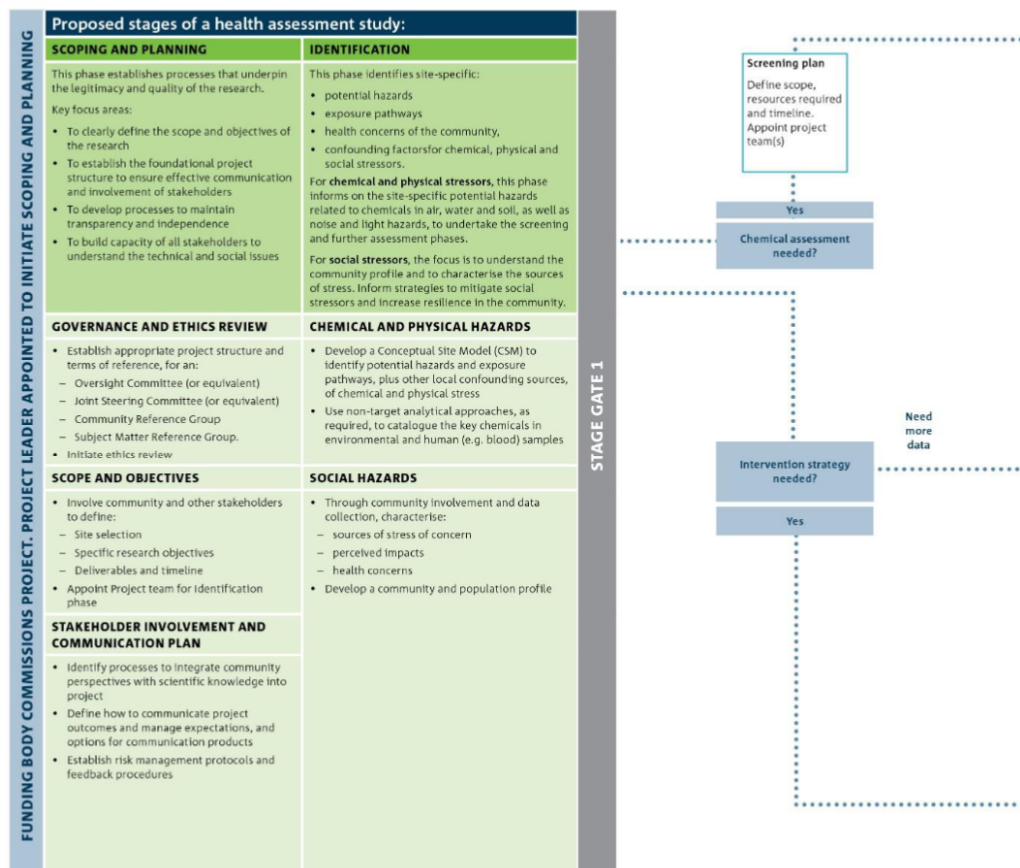 FUNDING BODY COMMISSIONS PROJECT. PROJECT LEADER APPOINTED TO INITIATE SCOPING AND PLANNING
Proposed stages of a health assessment study:
SCOPING AND PLANNING
This phase establishes processes that underpin
the legitimacy and quality of the research.
Key focus areas:
• To clearly define the scope and objectives of
the research
• To establish the foundational project
structure to ensure effective communication
and involvement of stakeholders
• To develop processes to maintain
transparency and independence
• To build capacity of all stakeholders to
understand the technical and social issues
IDENTIFICATION
This phase identifies site-specific:
• potential hazards
• exposure pathways
• health concerns of the community,
• confounding factorsfor chemical, physical and
social stressors.
For chemical and physical stressors, this phase
informs on the site-specific potential hazards
related to chemicals in air, water and soil, as well as
noise and light hazards, to undertake the screening
and further assessment phases.
For social stressors, the focus is to understand the
community profile and to characterise the sources
of stress. Inform strategies to mitigate social
stressors and increase resilience in the community.
GOVERNANCE AND ETHICS REVIEW
• Establish appropriate project structure and
terms of reference, for an:
– Oversight Committee (or equivalent)
– Joint Steering Committee (or equivalent)
– Community Reference Group
– Subject Matter Reference Group.
• Initiate ethics review
CHEMICAL AND PHYSICAL HAZARDS
• Develop a Conceptual Site Model (CSM) to
identify potential hazards and exposure
pathways, plus other local confounding sources,
of chemical and physical stress
• Use non-target analytical approaches, as
required, to catalogue the key chemicals in
environmental and human (e.g. blood) samples
SCOPE AND OBJECTIVES
• Involve community and other stakeholders
to define:
– Site selection
– Specific research objectives
– Deliverables and timeline
• Appoint Project team for Identification
phase
SOCIAL HAZARDS
• Through community involvement and data
collection, characterise:
– sources of stress of concern
– perceived impacts
– health concerns
• Develop a community and population profile
STAKEHOLDER INVOLVEMENT AND
COMMUNICATION PLAN
• Identify processes to integrate community
perspectives with scientific knowledge into
project
• Define how to communicate project
outcomes and manage expectations, and
options for communication products
• Establish risk management protocols and
feedback procedures
STAGE GATE 1
Screening plan
Define scope,
resources required
and timeline.
Appoint project
team(s)
Yes
Chemical assessment
needed?
Need
more
data
Intervention strategy
needed?
Yes